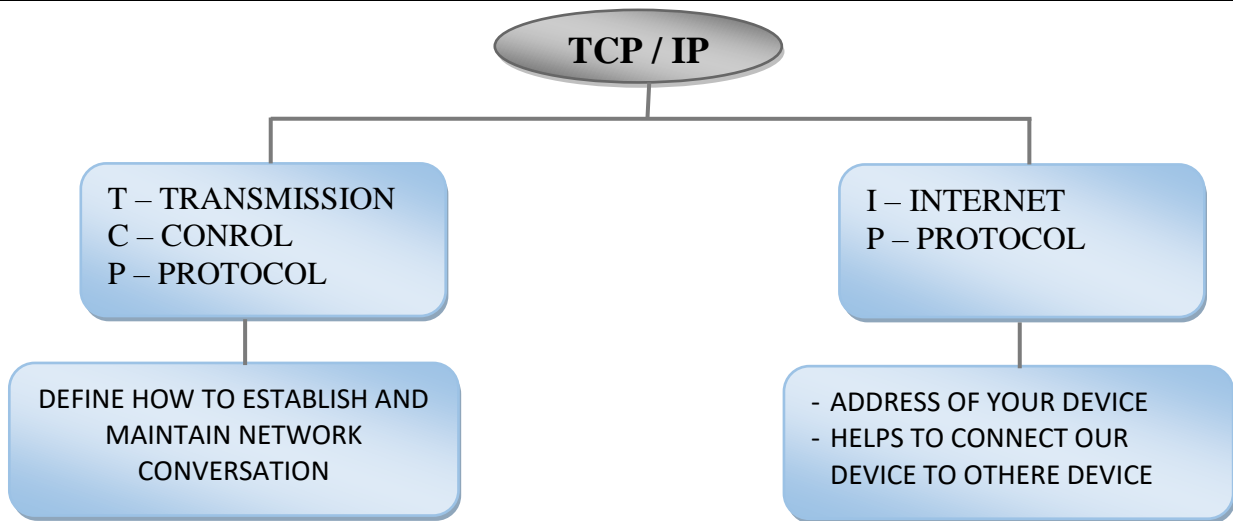 TCP / IP
T – TRANSMISSION
C – CONROL
P – PROTOCOL
I – INTERNET
P – PROTOCOL
DEFINE HOW TO ESTABLISH AND
MAINTAIN NETWORK
CONVERSATION
- ADDRESS OF YOUR DEVICE
- HELPS TO CONNECT OUR
DEVICE TO OTHERE DEVICE